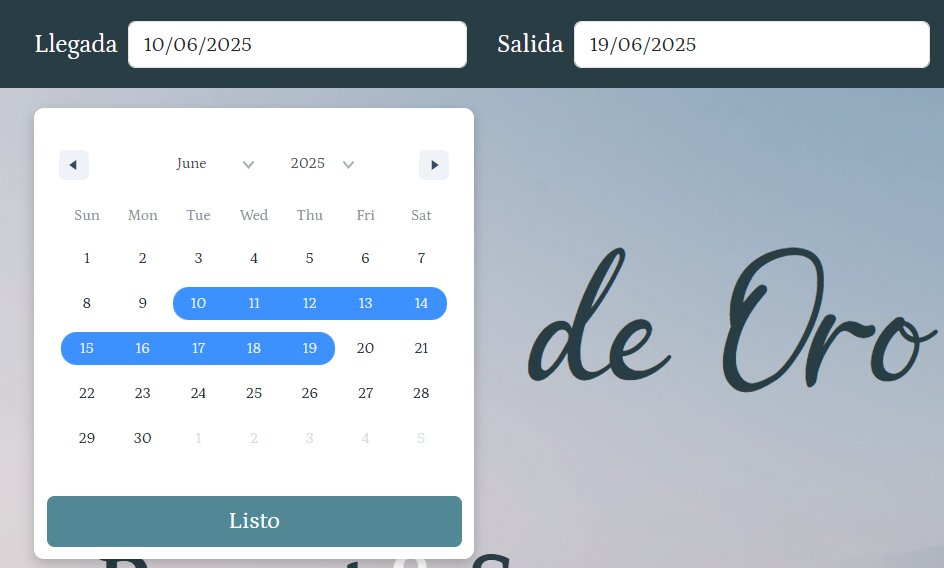 Llegada 10/06/2025 Salida 19/06/2025
June 2025
Sun Mon Tue Wed Thu Fri Sat
1 2 3 4 5 6 7
8 9 10 11 12 13 14
15 16 17 18 19 20 21
22 23 24 25 26 27 28
29 30 1 2 3 4 5
de Oro
Listo